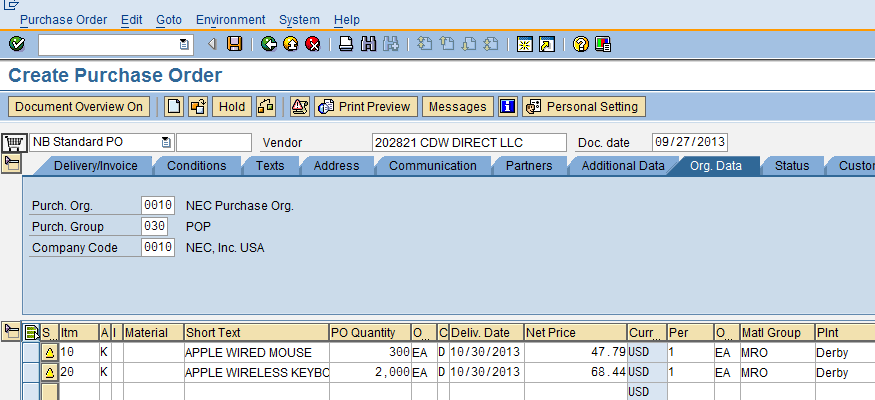 Purchase Order Edit Goto Environment System Help
Create Purchase Order
Document Overview On Hold Print Preview Messages Personal Setting
NB Standard PO Vendor 202821 CDW DIRECT LLC Doc. date 09/27/2013
Delivery/Invoice Conditions Texts Address Communication Partners Additional Data Org. Data Status Custo
Purch. Org. 0010 NEC Purchase Org.
Purch. Group 030 POP
Company Code 0010 NEC, Inc. USA
S... Itm A I Material Short Text PO Quantity O... C Deliv. Date Net Price Curr... Per O... Matl Group Plnt
10 K APPLE WIRED MOUSE 300 EA D 10/30/2013 47.79 USD 1 EA MRO Derby
20 K APPLE WIRELESS KEYBO 2,000 EA D 10/30/2013 68.44 USD 1 EA MRO Derby
USD